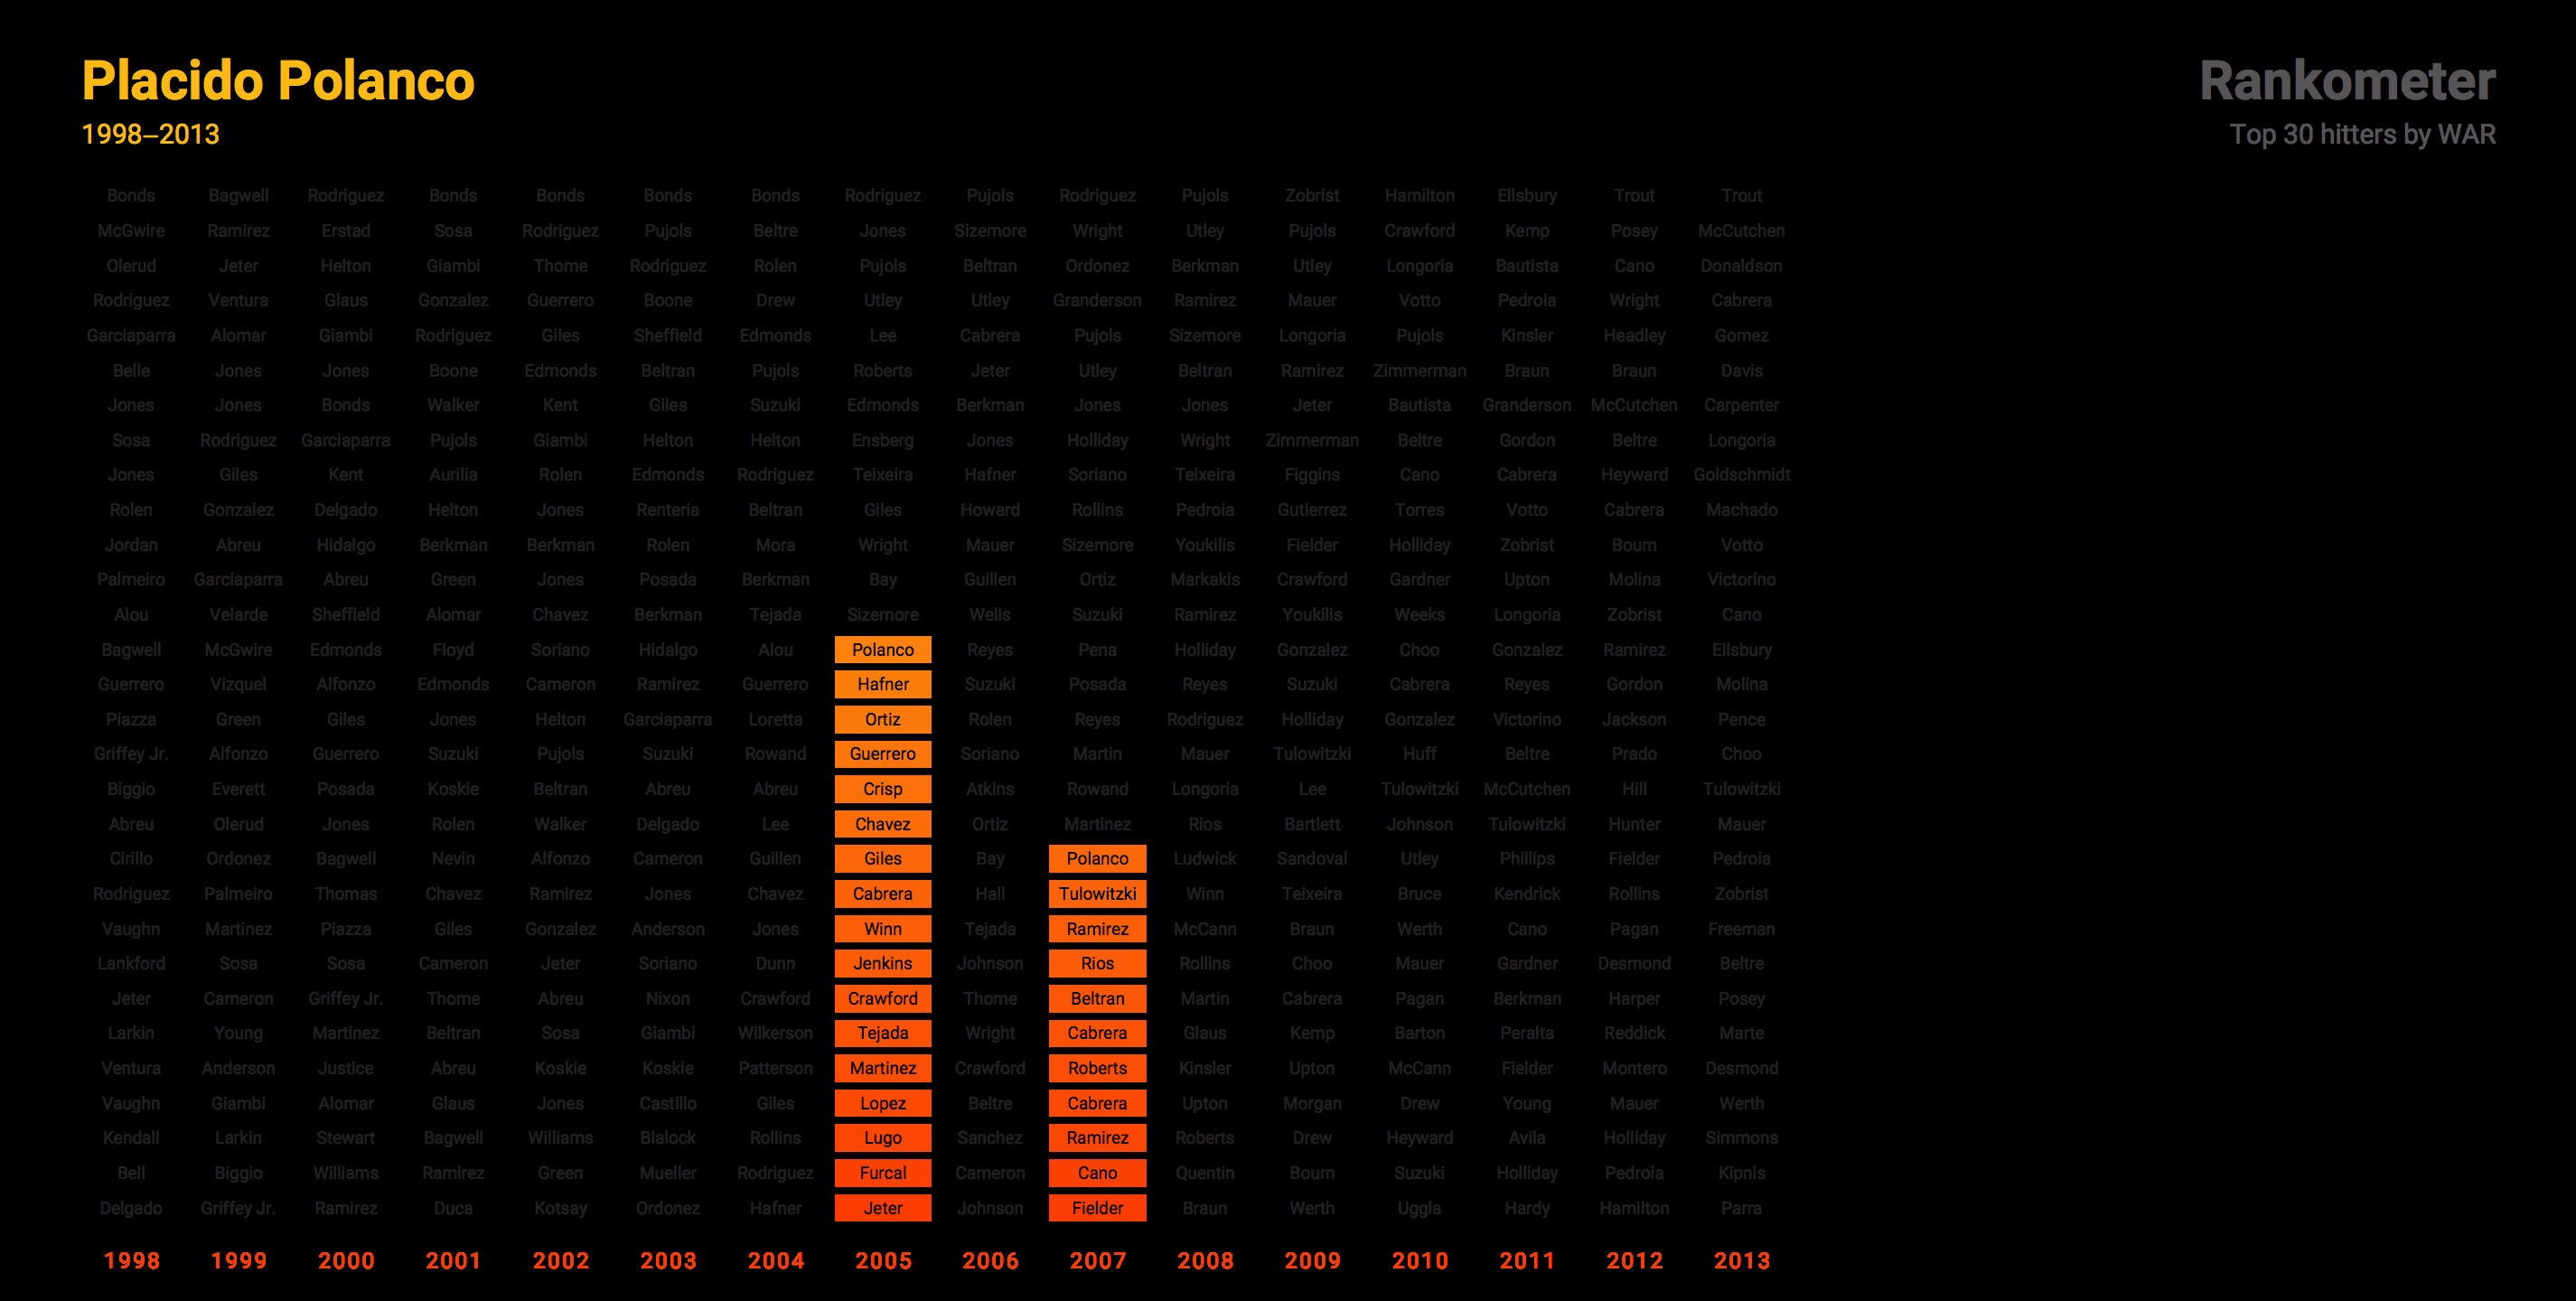 Placido Polanco
1998–2013
Rankometer
Top 30 hitters by WAR
Bonds Bagwell Rodriguez Bonds Bonds Bonds Bonds Rodriguez Pujols Rodriguez Pujols Zobrist Hamilton Ellsbury Trout Trout
McGwire Ramirez Erstad Sosa Rodriguez Pujols Beltre Jones Sizemore Wright Utley Pujols Crawford Kemp Posey McCutchen
Olerud Jeter Helton Giambi Thome Rodriguez Rolen Pujols Beltran Ordonez Berkman Utley Longoria Bautista Cano Donaldson
Rodriguez Ventura Glaus Gonzalez Guerrero Boone Drew Utley Utley Granderson Ramirez Mauer Votto Pedroia Wright Cabrera
Garciaparra Alomar Giambi Rodriguez Giles Sheffield Edmonds Lee Cabrera Pujols Sizemore Longoria Pujols Kinsler Headley Gomez
Belle Jones Jones Boone Edmonds Beltran Pujols Roberts Jeter Utley Beltran Ramirez Zimmerman Braun Braun Davis
Jones Jones Bonds Walker Kent Giles Suzuki Edmonds Berkman Jones Jones Jeter Bautista Granderson McCutchen Carpenter
Sosa Rodriguez Garciaparra Pujols Giambi Helton Helton Ensberg Jones Holliday Wright Zimmerman Beltre Gordon Beltre Longoria
Jones Giles Kent Aurilia Rolen Edmonds Rodriguez Teixeira Hafner Soriano Teixeira Figgins Cano Cabrera Heyward Goldschmidt
Rolen Gonzalez Delgado Helton Jones Renteria Beltran Giles Howard Rollins Pedroia Gutierrez Torres Votto Cabrera Machado
Jordan Abreu Hidalgo Berkman Berkman Rolen Mora Wright Mauer Sizemore Youkilis Fielder Holliday Zobrist Bourn Votto
Palmeiro Garciaparra Abreu Green Jones Posada Berkman Bay Guillen Ortiz Markakis Crawford Gardner Upton Molina Victorino
Alou Velarde Sheffield Alomar Chavez Berkman Tejada Sizemore Wells Suzuki Ramirez Youkilis Weeks Longoria Zobrist Cano
Bagwell McGwire Edmonds Floyd Soriano Hidalgo Alou Polanco Reyes Pena Holliday Gonzalez Choo Gonzalez Ramirez Ellsbury
Guerrero Vizquel Alfonzo Edmonds Cameron Ramirez Guerrero Hafner Suzuki Posada Reyes Suzuki Cabrera Reyes Gordon Molina
Piazza Green Giles Jones Helton Garciaparra Loretta Ortiz Rolen Reyes Rodriguez Holliday Gonzalez Victorino Jackson Pence
Griffey Jr. Alfonzo Guerrero Suzuki Pujols Suzuki Rowand Guerrero Soriano Martin Mauer Tulowitzki Huff Beltre Prado Choo
Biggio Everett Posada Koskie Beltran Abreu Abreu Crisp Atkins Rowand Longoria Lee Tulowitzki McCutchen Hill Tulowitzki
Abreu Olerud Jones Rolen Walker Delgado Lee Chavez Ortiz Martinez Rios Bartlett Johnson Tulowitzki Hunter Mauer
Cirillo Ordonez Bagwell Nevin Alfonzo Cameron Guillen Giles Bay Polanco Ludwick Sandoval Utley Phillips Fielder Pedroia
Rodriguez Palmeiro Thomas Chavez Ramirez Jones Chavez Cabrera Hall Tulowitzki Winn Teixeira Bruce Kendrick Rollins Zobrist
Vaughn Martinez Piazza Giles Gonzalez Anderson Jones Winn Tejada Ramirez McCann Braun Werth Cano Pagan Freeman
Lankford Sosa Sosa Cameron Jeter Soriano Dunn Jenkins Johnson Rios Rollins Choo Mauer Gardner Desmond Beltre
Jeter Cameron Griffey Jr. Thome Abreu Nixon Crawford Crawford Thome Beltran Martin Cabrera Pagan Berkman Harper Posey
Larkin Young Martinez Beltran Sosa Giambi Wilkerson Tejada Wright Cabrera Glaus Kemp Barton Peralta Reddick Marte
Ventura Anderson Justice Abreu Koskie Koskie Patterson Martinez Crawford Roberts Kinsler Upton McCann Fielder Montero Desmond
Vaughn Giambi Alomar Glaus Jones Castillo Giles Lopez Beltre Cabrera Upton Morgan Drew Young Mauer Werth
Kendall Larkin Stewart Bagwell Williams Blalock Rollins Lugo Sanchez Ramirez Roberts Drew Heyward Avila Holliday Simmons
Bell Biggio Williams Ramirez Green Mueller Rodriguez Furcal Cameron Cano Quentin Bourn Suzuki Holliday Pedroia Kipnis
Delgado Griffey Jr. Ramirez Duca Kotsay Ordonez Hafner Jeter Johnson Fielder Braun Werth Uggla Hardy Hamilton Parra
1998 1999 2000 2001 2002 2003 2004 2005 2006 2007 2008 2009 2010 2011 2012 2013